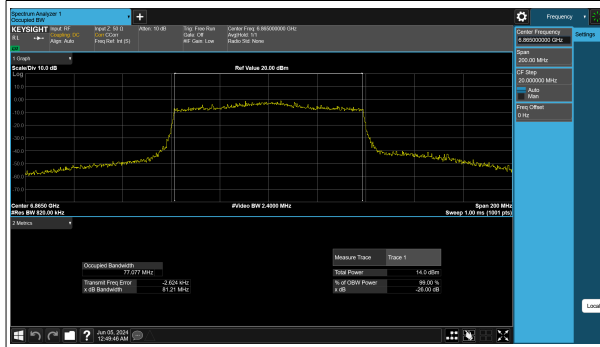 Spectrum Analyzer 1
Occupied BW
+
Frequency
KEYSIGHT Input: RF Input Z: 50 Ω Atten: 10 dB Trig: Free Run Center Freq: 6.865000000 GHz
R L Coupling: DC Corr CCorr Gate: Off Avg|Hold: 1/1
Align: Auto Freq Ref: Int (S) #IF Gain: Low Radio Std: None
Center Frequency
6.865000000 GHz
Settings
Span
200.00 MHz
CF Step
20.000000 MHz
Auto
Man
Freq Offset
0 Hz
1 Graph
Scale/Div 10.0 dB Ref Value 20.00 dBm
Log
10.0
0.00
-10.0
-20.0
-30.0
-40.0
-50.0
-60.0
-70.0
Center 6.8650 GHz #Video BW 2.4000 MHz Span 200 MHz
#Res BW 820.00 kHz Sweep 1.00 ms (1001 pts)
2 Metrics
Measure Trace Trace 1
Occupied Bandwidth
77.077 MHz
Total Power 14.0 dBm
Transmit Freq Error -2.624 kHz % of OBW Power 99.00 %
x dB Bandwidth 81.21 MHz x dB -26.00 dB
Local
? Jun 05, 2024
12:49:46 AM